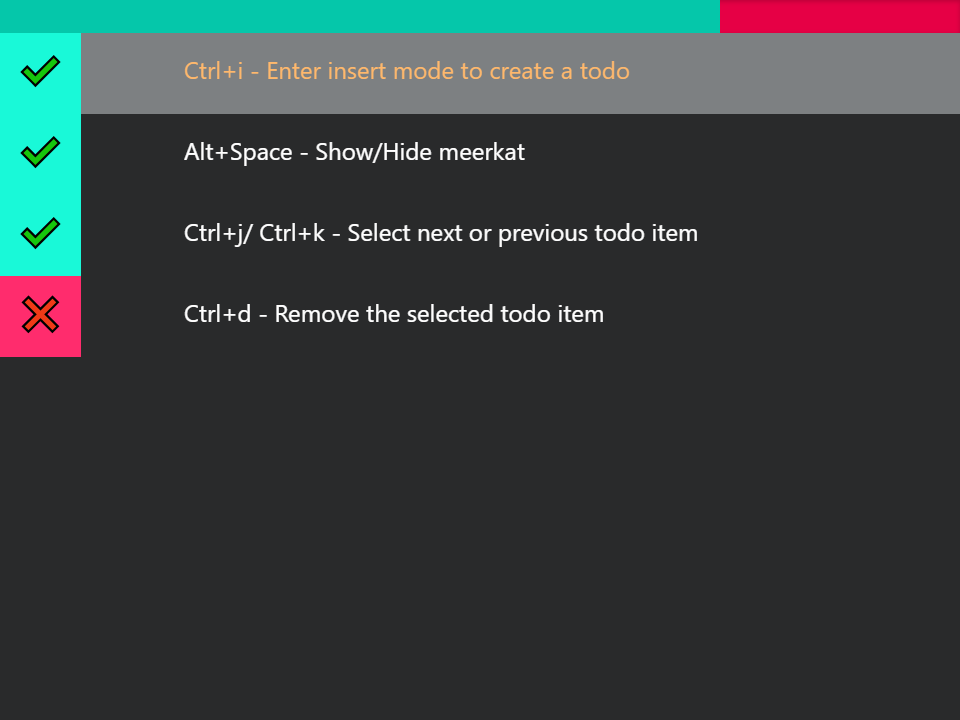 Ctrl+i - Enter insert mode to create a todo
Alt+Space - Show/Hide meerkat
Ctrl+j/ Ctrl+k - Select next or previous todo item
Ctrl+d - Remove the selected todo item